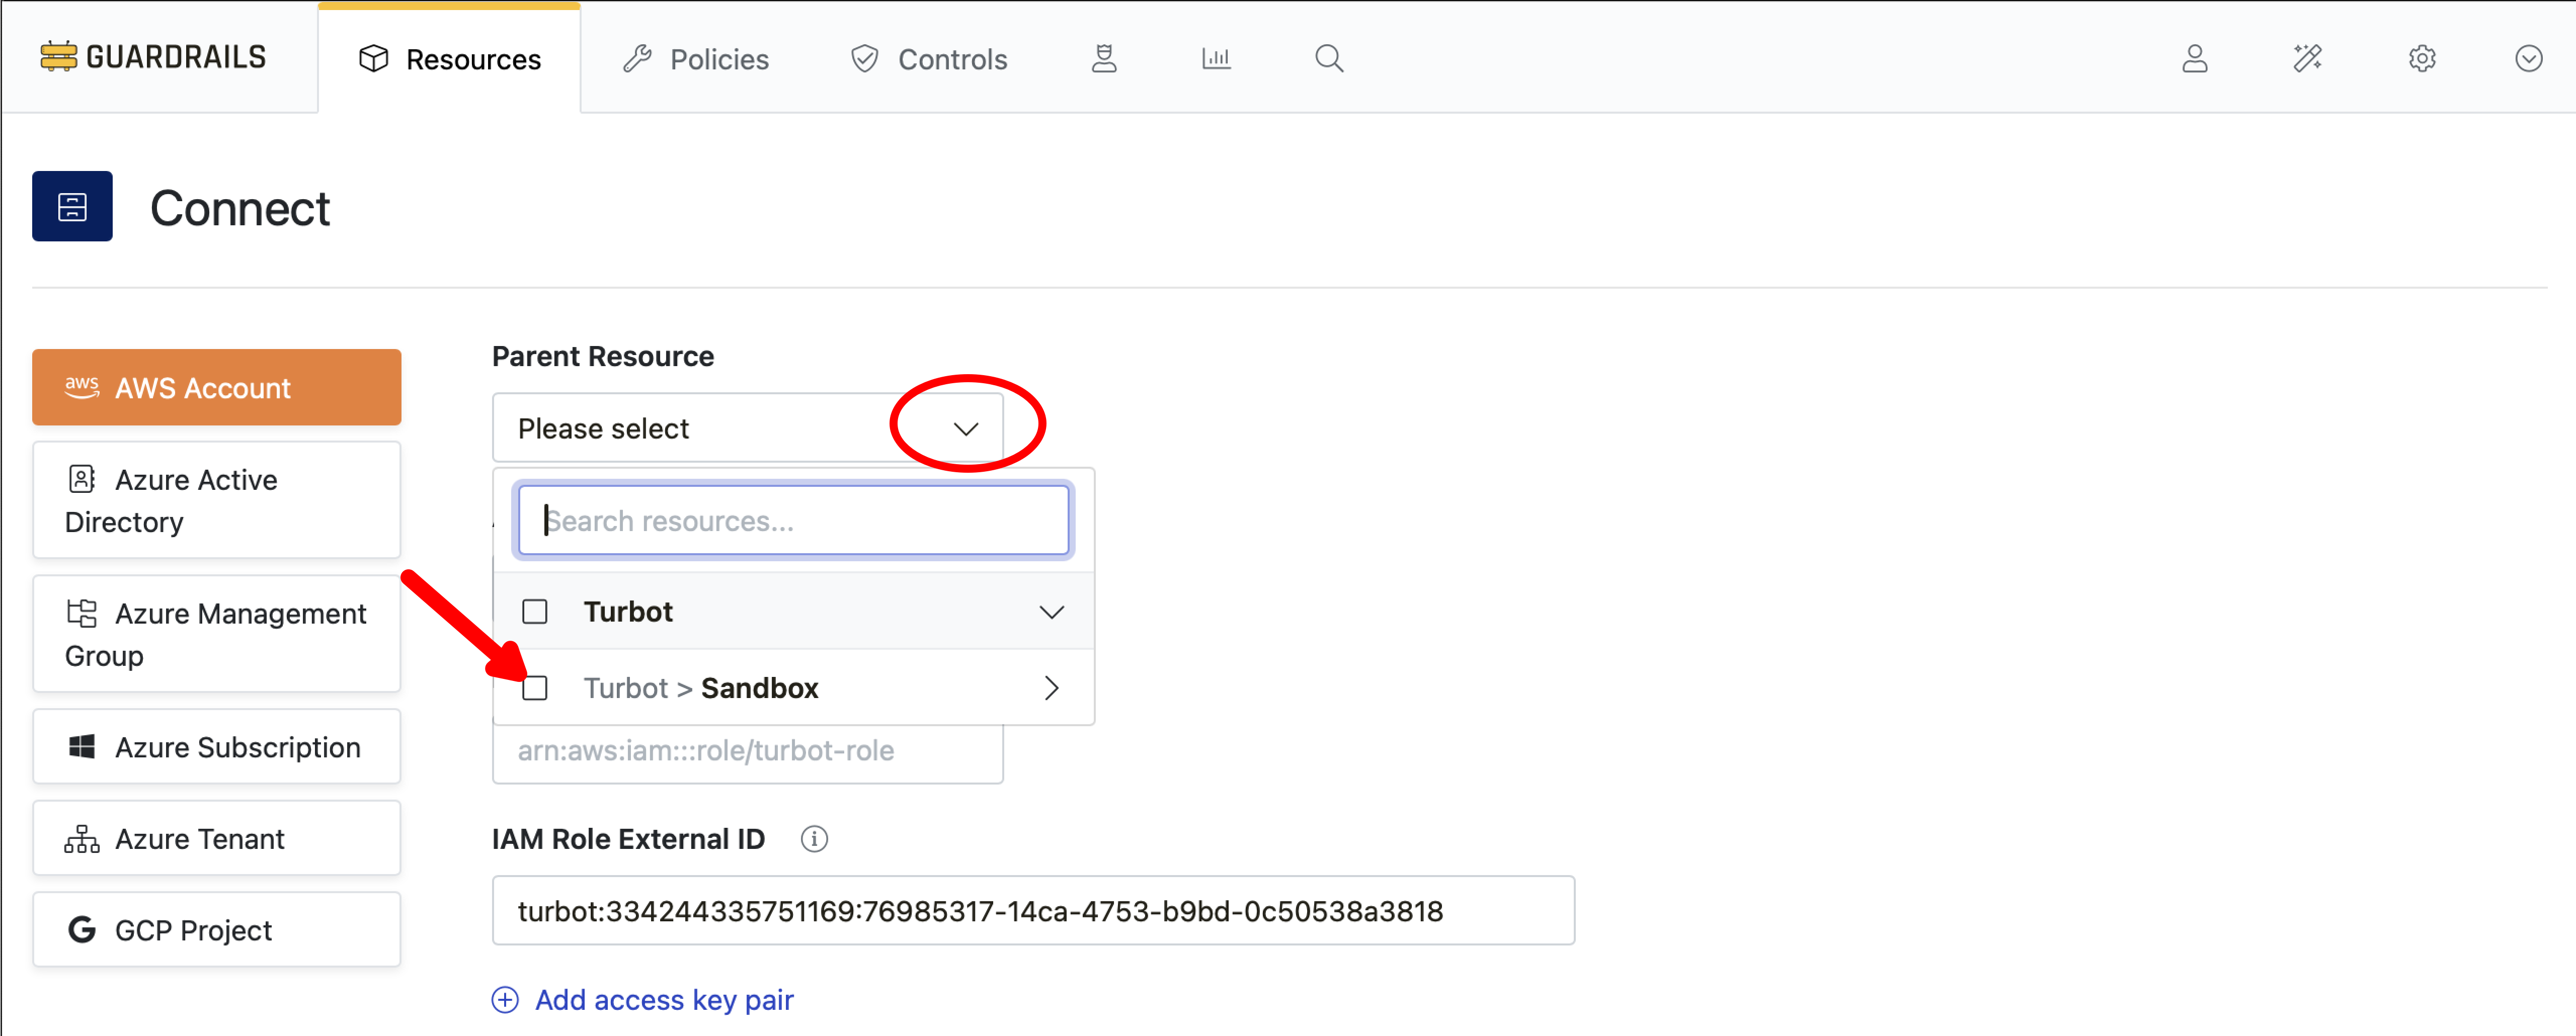 GUARDRAILS
Resources
Policies
Controls
Connect
aws AWS Account
Azure Active
Directory
Azure Management
Group
Azure Subscription
Azure Tenant
GCP Project
Parent Resource
Please select
Search resources...
Turbot
Turbot > Sandbox
arn:aws:iam:::role/turbot-role
IAM Role External ID
turbot:334244335751169:76985317-14ca-4753-b9bd-0c50538a3818
Add access key pair